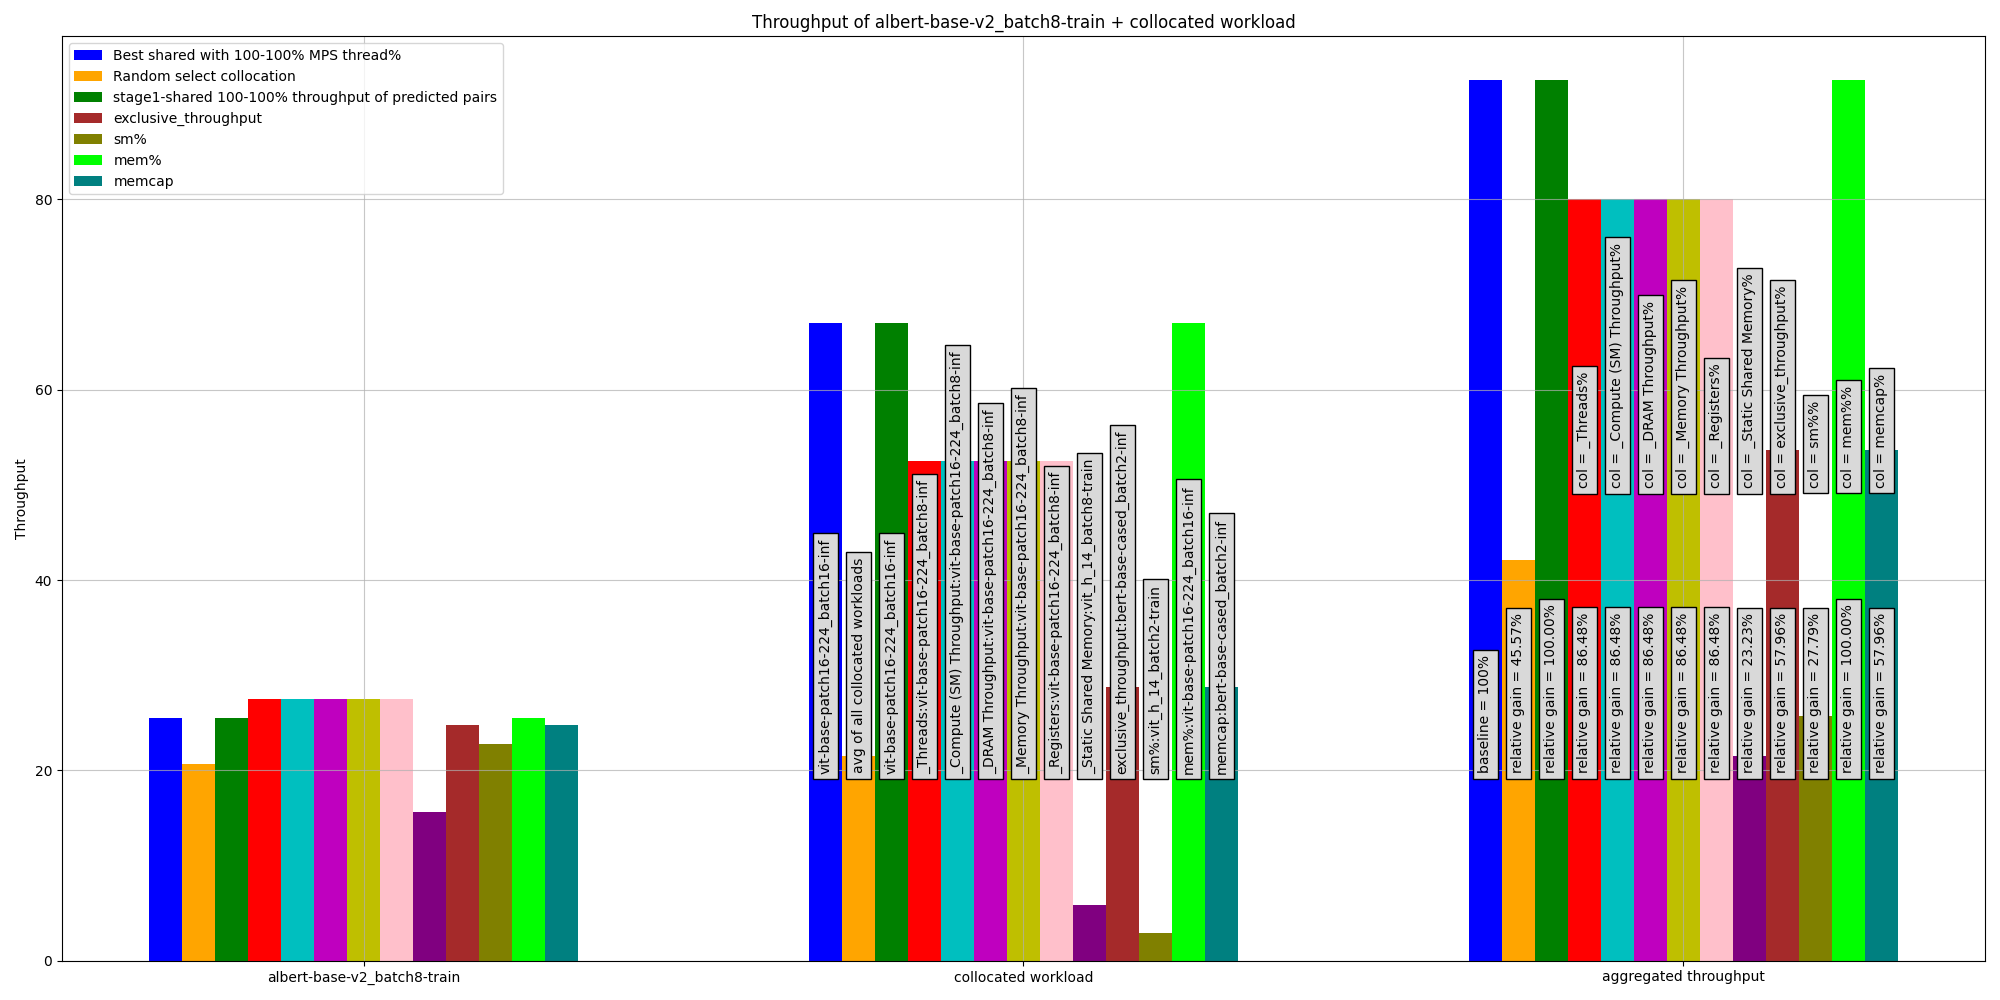 Throughput of albert-base-v2_batch8-train + collocated workload
Best shared with 100-100% MPS thread%
Random select collocation
stage1-shared 100-100% throughput of predicted pairs
exclusive_throughput
sm%
mem%
memcap
Throughput
80
60
40
20
0
vit-base-patch16-224_batch16-inf
avg of all collocated workloads
vit-base-patch16-224_batch16-inf
_Threads:vit-base-patch16-224_batch8-inf
_Compute (SM) Throughput:vit-base-patch16-224_batch8-inf
_DRAM Throughput:vit-base-patch16-224_batch8-inf
_Memory Throughput:vit-base-patch16-224_batch8-inf
_Registers:vit-base-patch16-224_batch8-inf
_Static Shared Memory:vit_h_14_batch8-train
exclusive_throughput:bert-base-cased_batch2-inf
sm%:vit_h_14_batch2-train
mem%:vit-base-patch16-224_batch16-inf
memcap:bert-base-cased_batch2-inf
col = _Threads%
col = _Compute (SM) Throughput%
col = _DRAM Throughput%
col = _Memory Throughput%
col = _Registers%
col = _Static Shared Memory%
col = exclusive_throughput%
col = sm%%
col = mem%%
col = memcap%
baseline = 100%
relative gain = 45.57%
relative gain = 100.00%
relative gain = 86.48%
relative gain = 86.48%
relative gain = 86.48%
relative gain = 86.48%
relative gain = 86.48%
relative gain = 23.23%
relative gain = 57.96%
relative gain = 27.79%
relative gain = 100.00%
relative gain = 57.96%
albert-base-v2_batch8-train
collocated workload
aggregated throughput